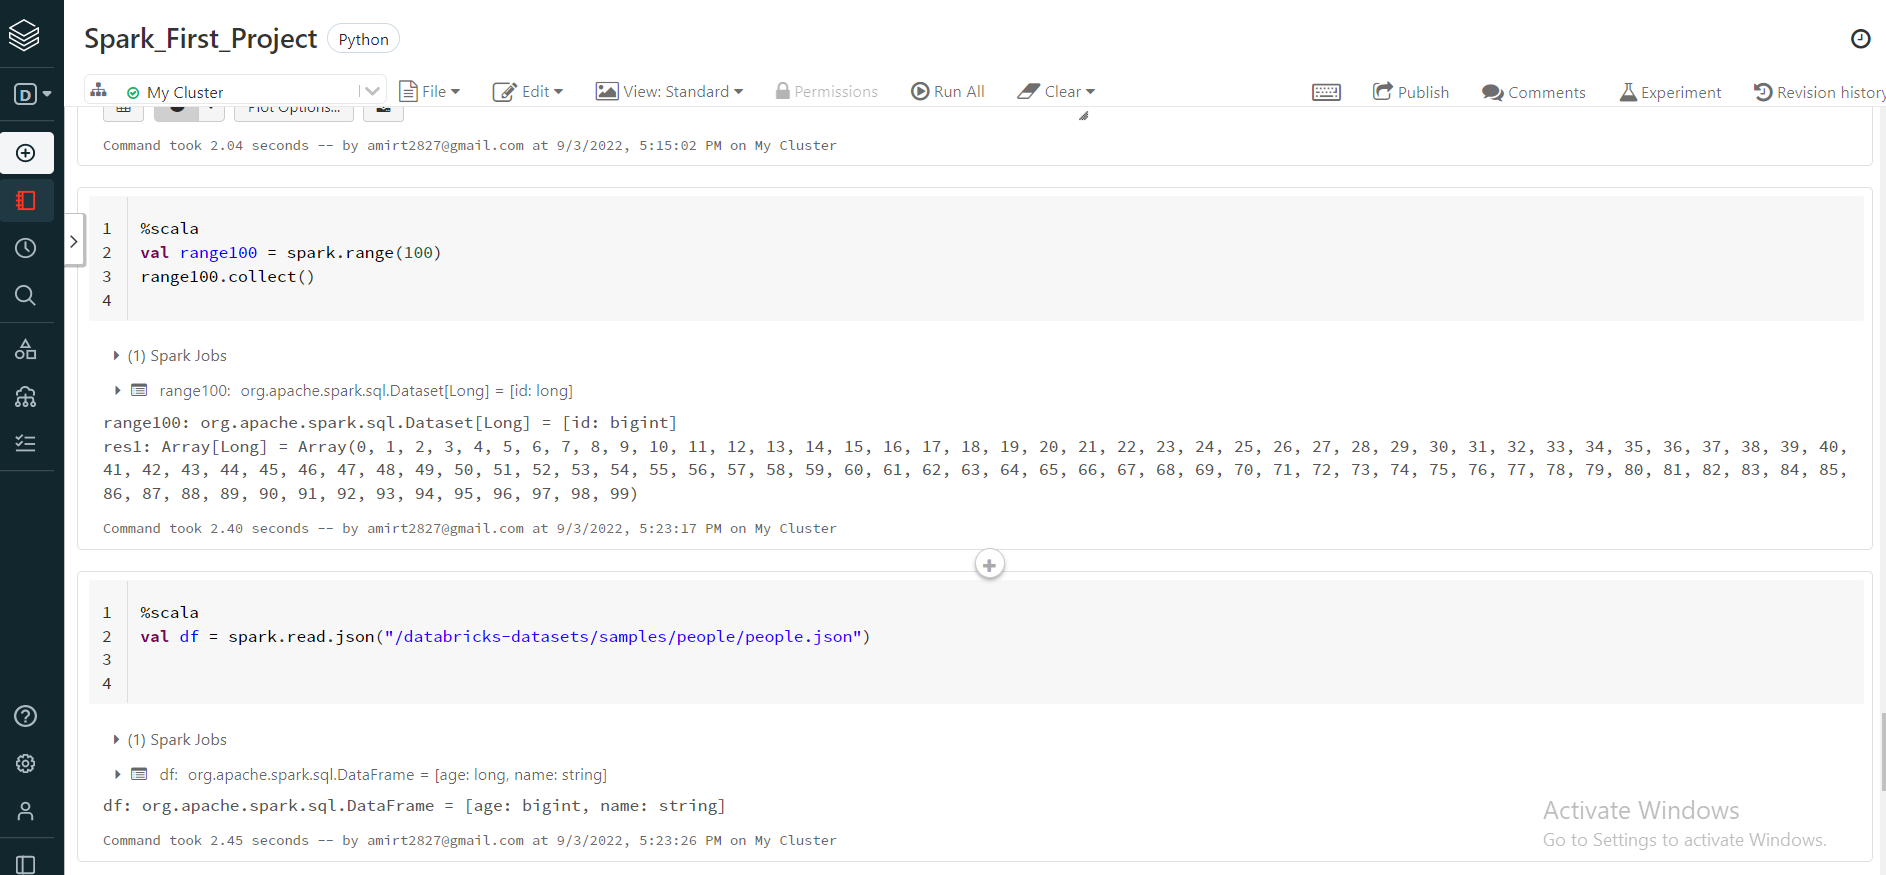 Spark_First_Project Python
D
My Cluster File Edit View: Standard Permissions Run All Clear Publish Comments Experiment Revision history
Plot Options...
Command took 2.04 seconds -- by amirt2827@gmail.com at 9/3/2022, 5:15:02 PM on My Cluster
1 %scala
2 val range100 = spark.range(100)
3 range100.collect()
4
(1) Spark Jobs
range100: org.apache.spark.sql.Dataset[Long] = [id: long]
range100: org.apache.spark.sql.Dataset[Long] = [id: bigint]
res1: Array[Long] = Array(0, 1, 2, 3, 4, 5, 6, 7, 8, 9, 10, 11, 12, 13, 14, 15, 16, 17, 18, 19, 20, 21, 22, 23, 24, 25, 26, 27, 28, 29, 30, 31, 32, 33, 34, 35, 36, 37, 38, 39, 40,
41, 42, 43, 44, 45, 46, 47, 48, 49, 50, 51, 52, 53, 54, 55, 56, 57, 58, 59, 60, 61, 62, 63, 64, 65, 66, 67, 68, 69, 70, 71, 72, 73, 74, 75, 76, 77, 78, 79, 80, 81, 82, 83, 84, 85,
86, 87, 88, 89, 90, 91, 92, 93, 94, 95, 96, 97, 98, 99)
Command took 2.40 seconds -- by amirt2827@gmail.com at 9/3/2022, 5:23:17 PM on My Cluster
1 %scala
2 val df = spark.read.json("/databricks-datasets/samples/people/people.json")
3
4
(1) Spark Jobs
df: org.apache.spark.sql.DataFrame = [age: long, name: string]
df: org.apache.spark.sql.DataFrame = [age: bigint, name: string]
Command took 2.45 seconds -- by amirt2827@gmail.com at 9/3/2022, 5:23:26 PM on My Cluster
Activate Windows
Go to Settings to activate Windows.